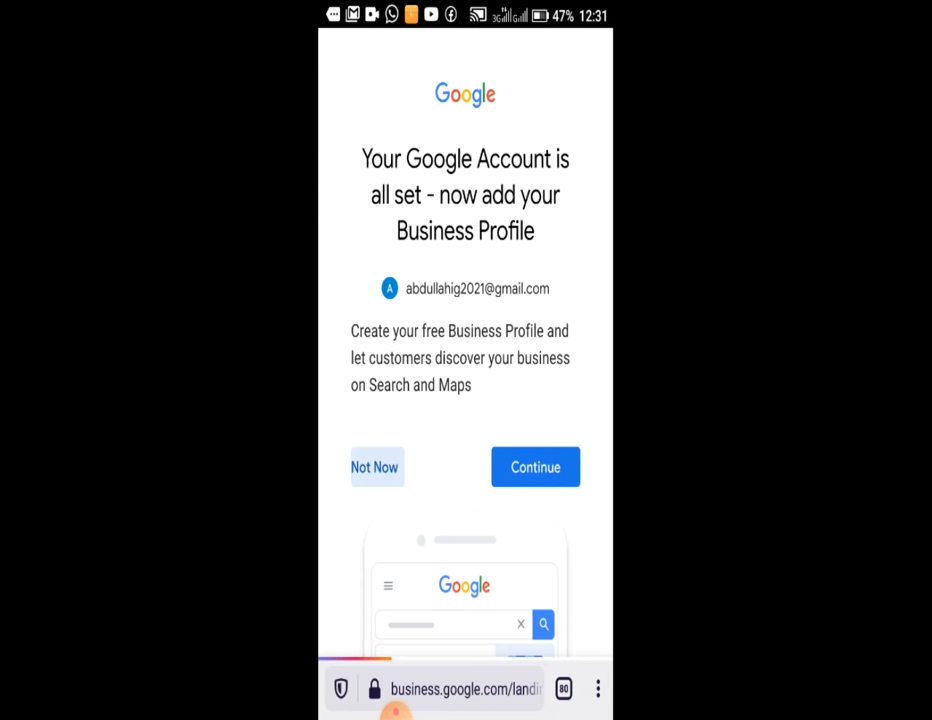 3G G 47% 12:31
Google
Your Google Account is
all set - now add your
Business Profile
A abdullahig2021@gmail.com
Create your free Business Profile and
let customers discover your business
on Search and Maps
Not Now Continue
Google
X
business.google.com/landi
80